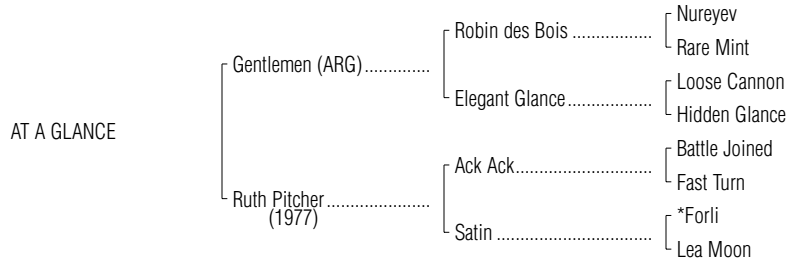 Nureyev
Robin des Bois ..................
Rare Mint
Gentlemen (ARG)..............
Loose Cannon
Elegant Glance...................
Hidden Glance
AT A GLANCE
Battle Joined
Ack Ack...............................
Fast Turn
Ruth Pitcher ......................
(1977)
*Forli
Satin ...................................
Lea Moon